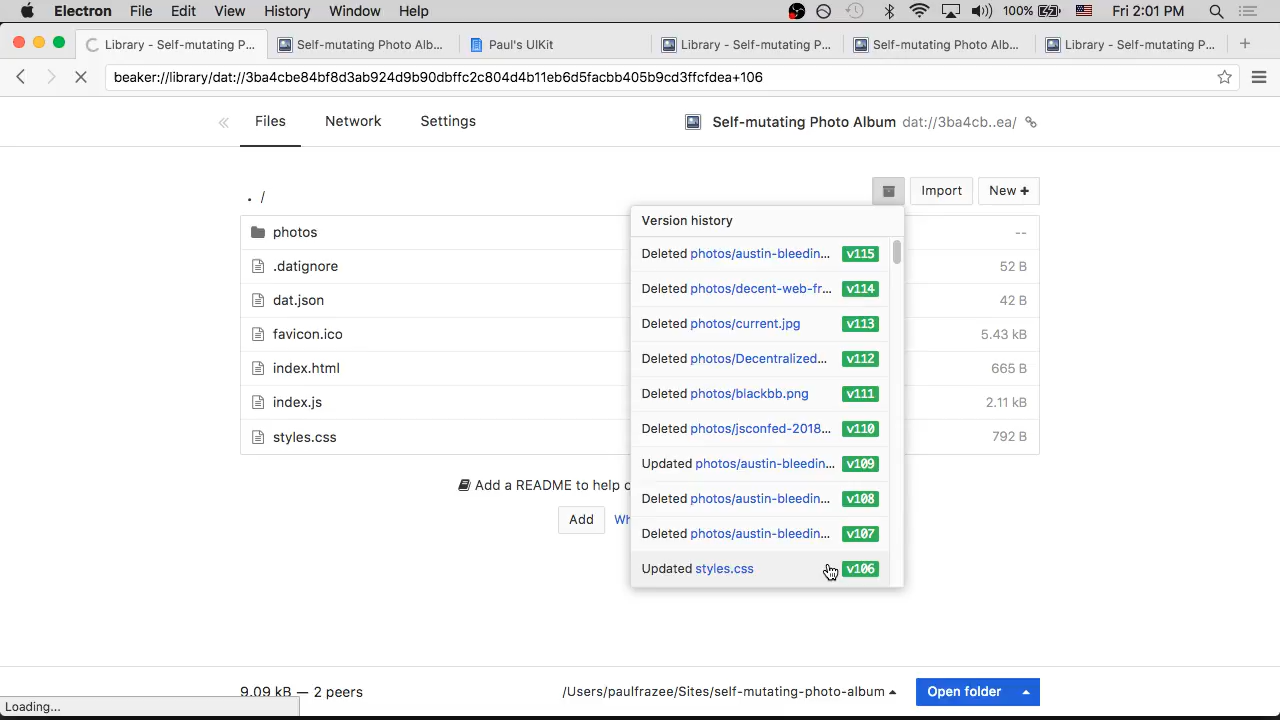 Electron File Edit View History Window Help 100% Fri 2:01 PM
Library - Self-mutating P... Self-mutating Photo Alb... Paul's UIKit Library - Self-mutating P... Self-mutating Photo Alb... Library - Self-mutating P...
beaker://library/dat://3ba4cbe84bf8d3ab924d9b90dbffc2c804d4b11eb6d5facbb405b9cd3ffcfdea+106
Files Network Settings Self-mutating Photo Album dat://3ba4cb..ea/
. / Import New +
Version history
photos --
.datignore 52 B
dat.json 42 B
favicon.ico 5.43 kB
index.html 665 B
index.js 2.11 kB
styles.css 792 B
Deleted photos/austin-bleedin... v115
Deleted photos/decent-web-fr... v114
Deleted photos/current.jpg v113
Deleted photos/Decentralized... v112
Deleted photos/blackbb.png v111
Deleted photos/jsconfed-2018... v110
Updated photos/austin-bleedin... v109
Deleted photos/austin-bleedin... v108
Deleted photos/austin-bleedin... v107
Updated styles.css v106
Add a README to help o
Add Wh
9.09 kB — 2 peers /Users/paulfrazee/Sites/self-mutating-photo-album Open folder
Loading...